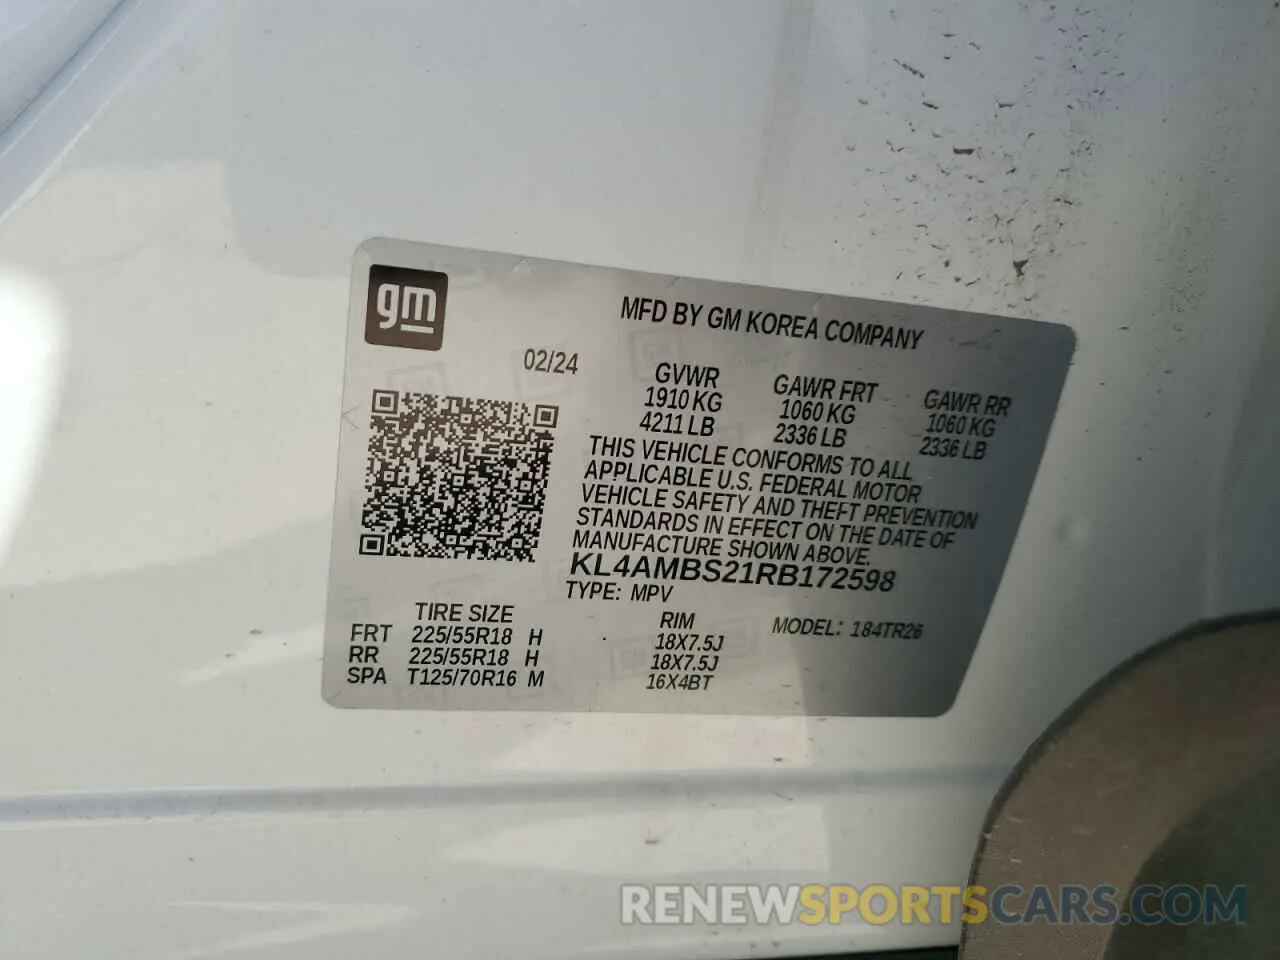 gm
MFD BY GM KOREA COMPANY
02/24
GVWR GAWR FRT GAWR RR
1910 KG 1060 KG 1060 KG
4211 LB 2336 LB 2336 LB
THIS VEHICLE CONFORMS TO ALL
APPLICABLE U.S. FEDERAL MOTOR
VEHICLE SAFETY AND THEFT PREVENTION
STANDARDS IN EFFECT ON THE DATE OF
MANUFACTURE SHOWN ABOVE.
KL4AMBS21RB172598
TYPE: MPV
TIRE SIZE RIM MODEL: 184TR26
FRT 225/55R18 H 18X7.5J
RR 225/55R18 H 18X7.5J
SPA T125/70R16 M 16X4BT
RENEWSPORTSCARS.COM